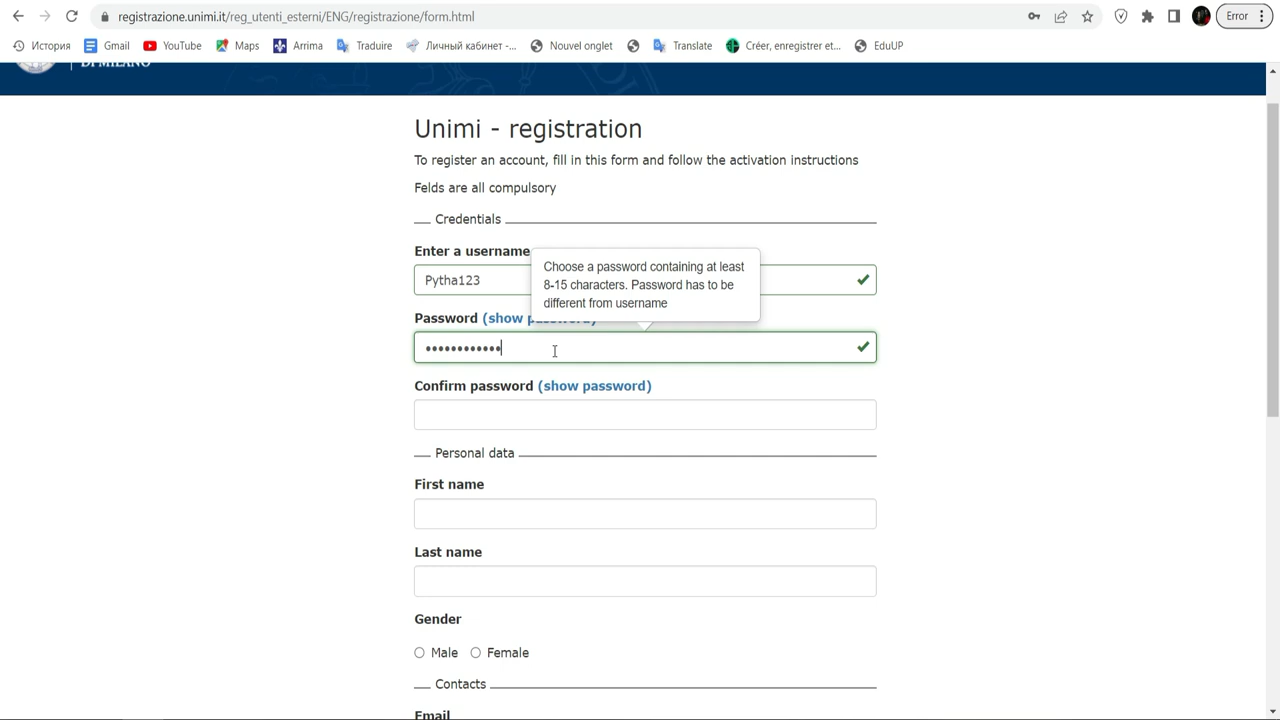 registrazione.unimi.it/reg_utenti_esterni/ENG/registrazione/form.html
Error
История
Gmail
YouTube
Maps
Arrima
Traduire
Личный кабинет -...
Nouvel onglet
Translate
Créer, enregistrer et...
EduUP
DI MILANO
Unimi - registration
To register an account, fill in this form and follow the activation instructions
Felds are all compulsory
Credentials
Enter a username
Choose a password containing at least
8-15 characters. Password has to be
different from username
Pytha123
Password (show password)
••••••••••••
Confirm password (show password)
Personal data
First name
Last name
Gender
Male
Female
Contacts
Email